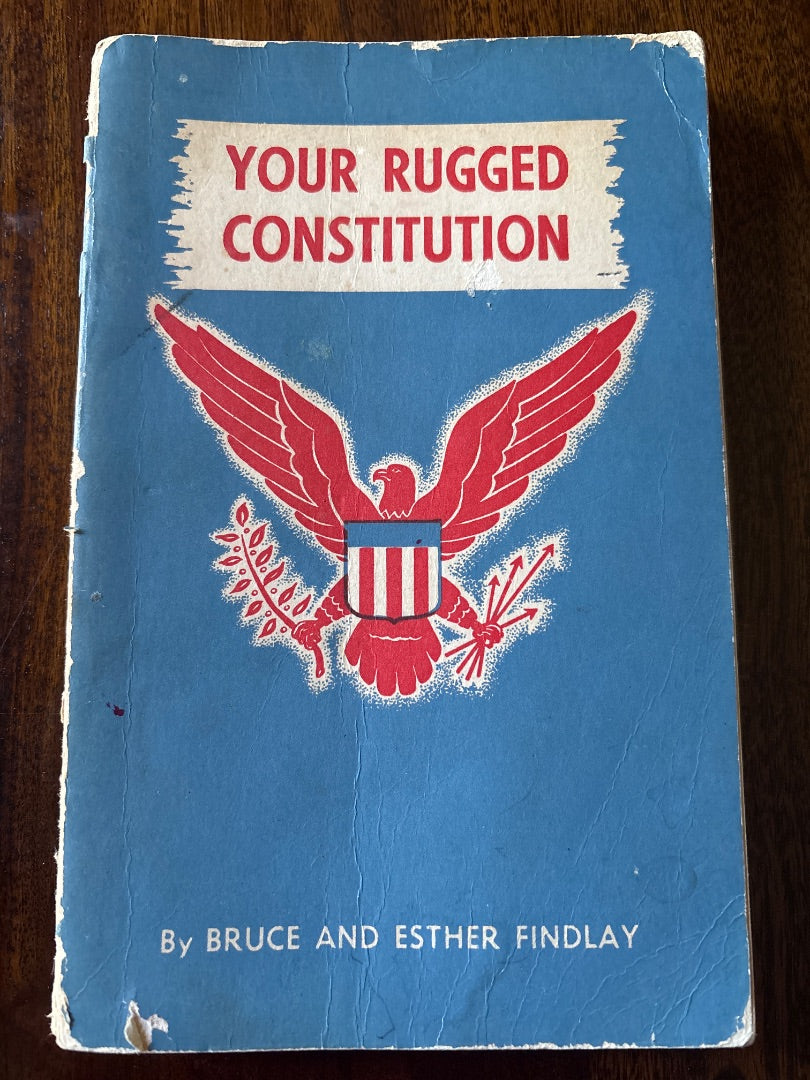 YOUR RUGGED
CONSTITUTION
By BRUCE AND ESTHER FINDLAY